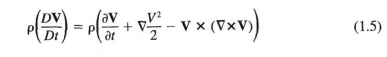 ρ(DV/Dt) = ρ(∂V/∂t + ∇V²/2 − V × (∇×V)) (1.5)